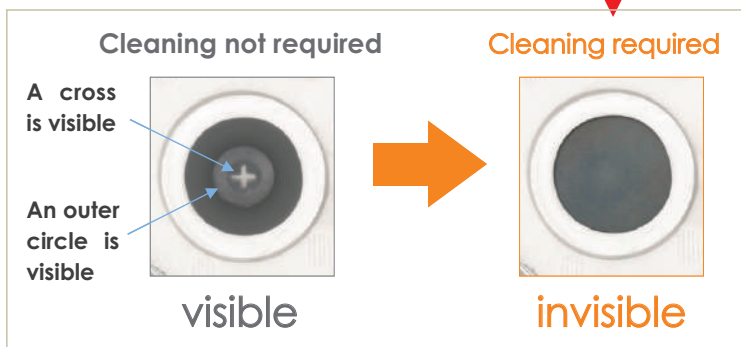 Cleaning not required
Cleaning required
A cross
is visible
An outer
circle is
visible
visible
invisible